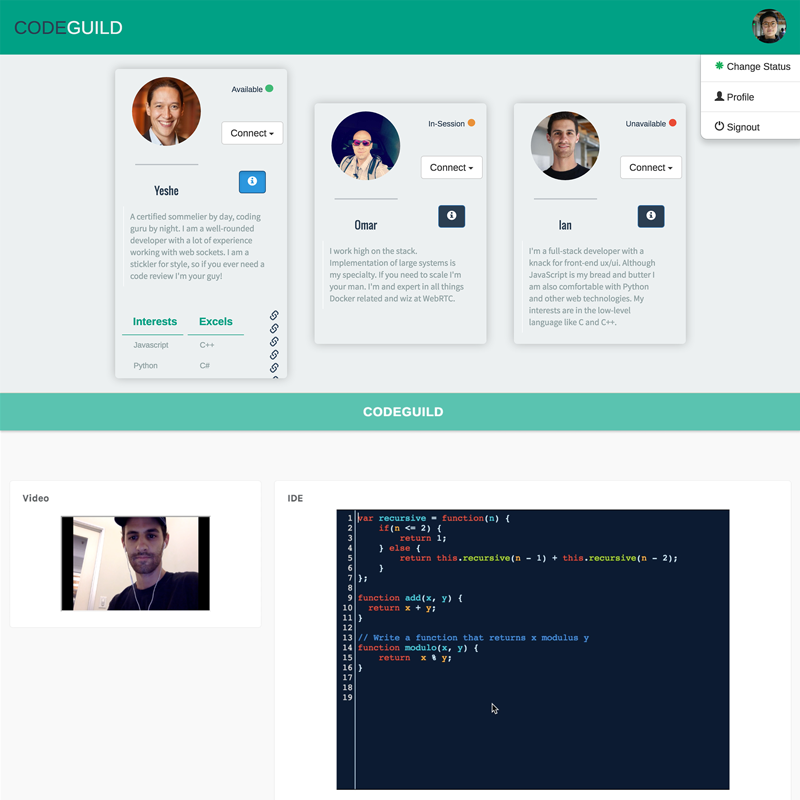 CODEGUILD
Change Status
Profile
Signout
Available
Connect
Yeshe
A certified sommelier by day, coding
guru by night. I am a well-rounded
developer with a lot of experience
working with web sockets. I am a
stickler for style, so if you ever need a
code review I'm your guy!
Interests Excels
Javascript C++
Python C#
In-Session
Connect
Omar
I work high on the stack.
Implementation of large systems is
my specialty. If you need to scale I'm
your man. I'm and expert in all things
Docker related and wiz at WebRTC.
Unavailable
Connect
Ian
I'm a full-stack developer with a
knack for front-end ux/ui. Although
JavaScript is my bread and butter I
am also comfortable with Python
and other web technologies. My
interests are in the low-level
language like C and C++.
CODEGUILD
Video
IDE
1 var recursive = function(n) {
2 if(n <= 2) {
3 return 1;
4 } else {
5 return this.recursive(n - 1) + this.recursive(n - 2);
6 }
7 };
8
9 function add(x, y) {
10 return x + y;
11 }
12
13 // Write a function that returns x modulus y
14 function modulo(x, y) {
15 return x % y;
16 }
17
18
19